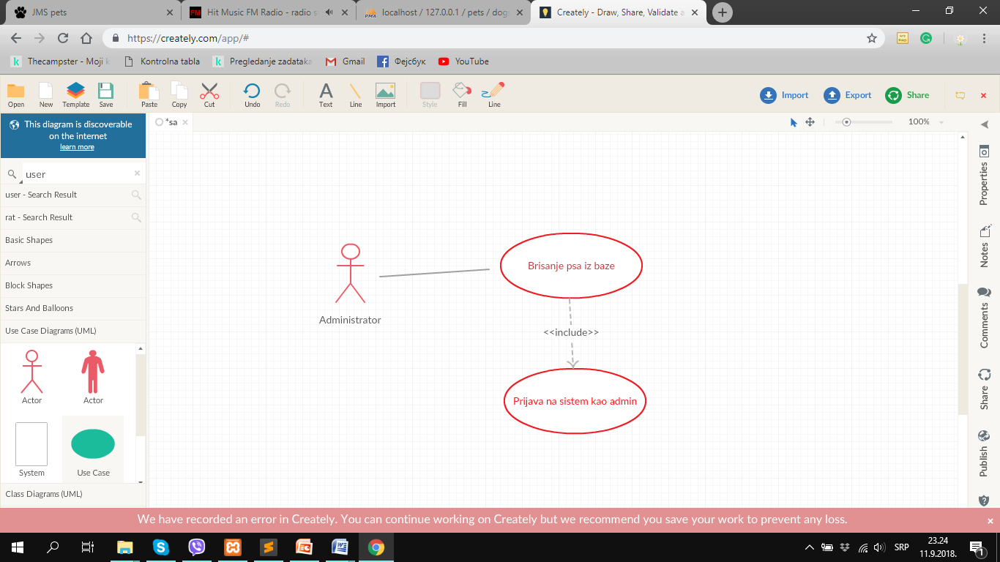 JMS pets
Hit Music FM Radio - radio s
localhost / 127.0.0.1 / pets / dog
Creately - Draw, Share, Validate a
https://creately.com/app/#
Thecampster - Moji k
Kontrolna tabla
Pregledanje zadataka
Gmail
Фејсбук
YouTube
Open
New
Template
Save
Paste
Copy
Cut
Undo
Redo
Text
Line
Import
Style
Fill
Line
Import
Export
Share
This diagram is discoverable
on the internet
learn more
*sa
100%
user
user - Search Result
rat - Search Result
Basic Shapes
Arrows
Block Shapes
Stars And Balloons
Use Case Diagrams (UML)
Actor
Actor
System
Use Case
Class Diagrams (UML)
Administrator
Brisanje psa iz baze
<<include>>
Prijava na sistem kao admin
Properties
Notes
Comments
Share
Publish
We have recorded an error in Creately. You can continue working on Creately but we recommend you save your work to prevent any loss.
SRP
23.24
11.9.2018.
1